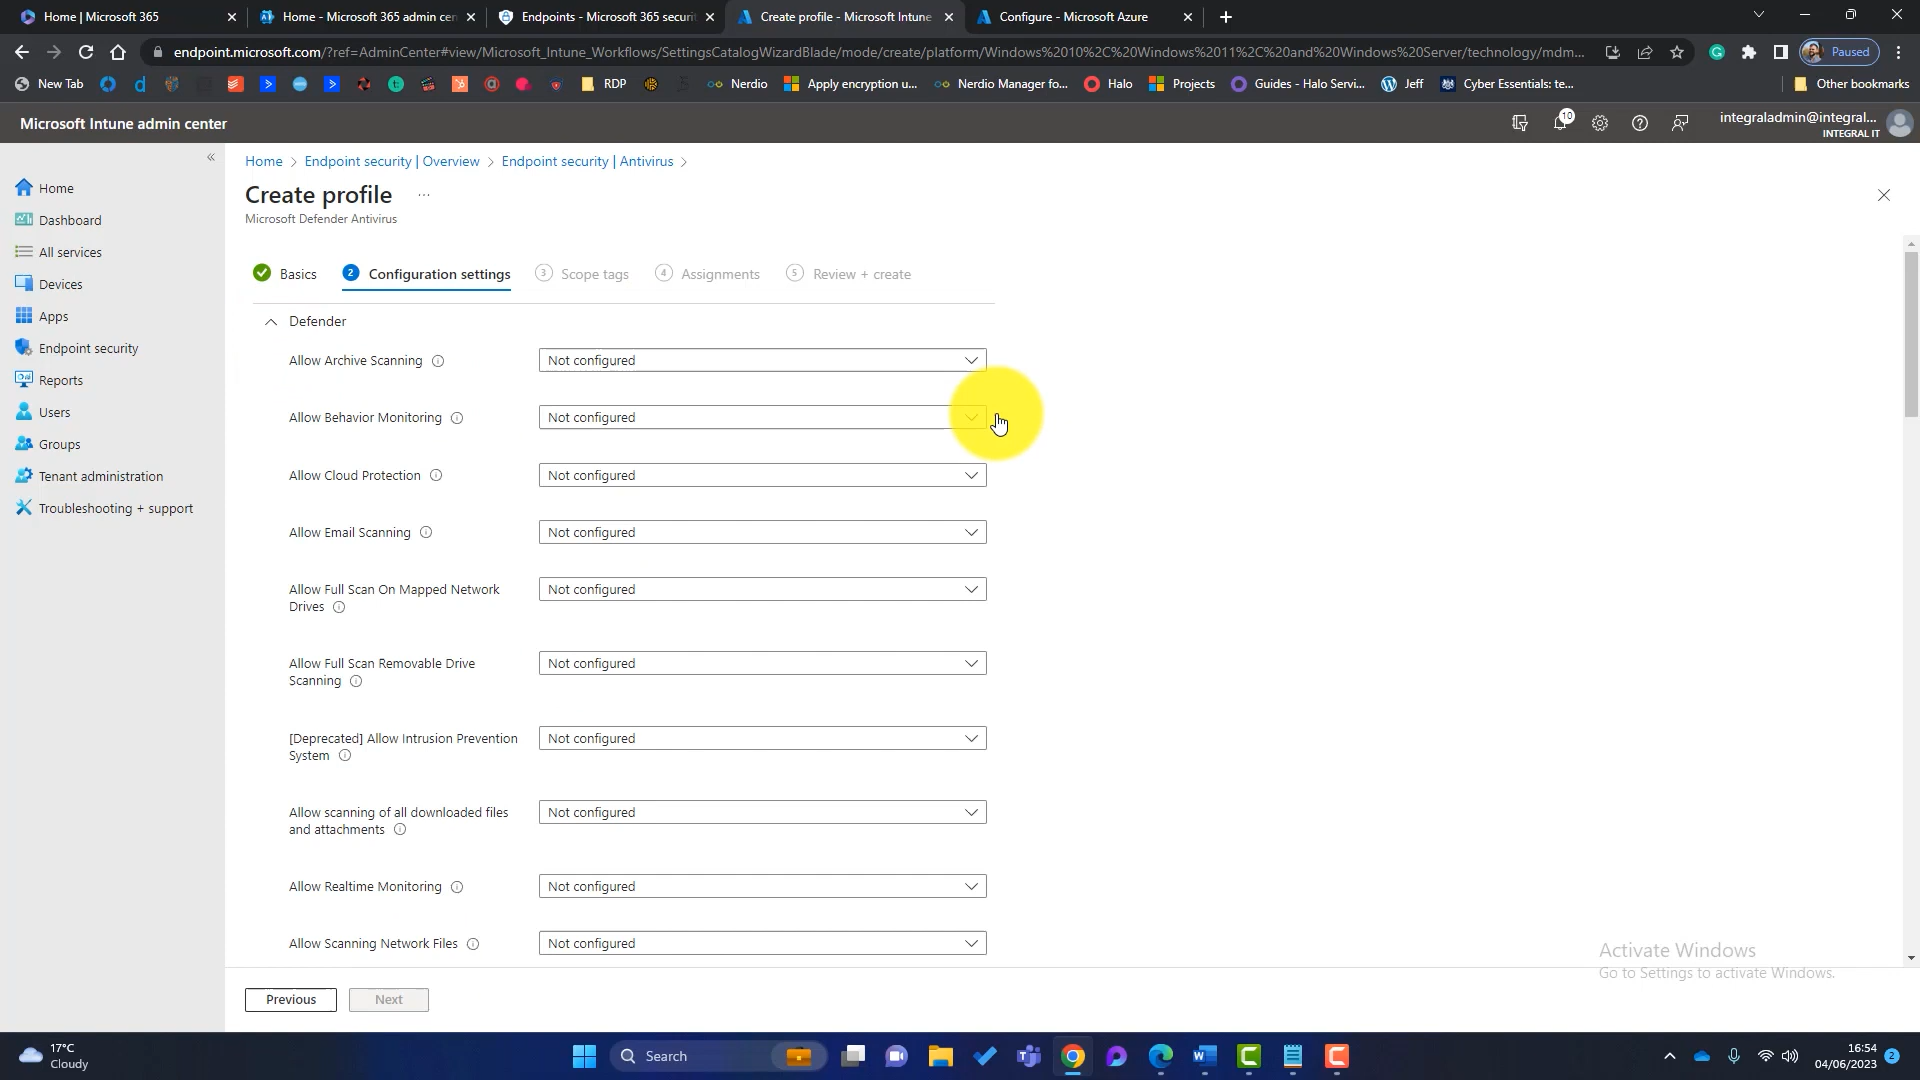 Home | Microsoft 365
Home - Microsoft 365 admin cen
Endpoints - Microsoft 365 securit
Create profile - Microsoft Intune
Configure - Microsoft Azure
endpoint.microsoft.com/?ref=AdminCenter#view/Microsoft_Intune_Workflows/SettingsCatalogWizardBlade/mode/create/platform/Windows%2010%2C%20Windows%2011%2C%20and%20Windows%20Server/technology/mdm...
Paused
New Tab
RDP
Nerdio
Apply encryption u...
Nerdio Manager fo...
Halo
Projects
Guides - Halo Servi...
Jeff
Cyber Essentials: te...
Other bookmarks
Microsoft Intune admin center
10
integraladmin@integral...
INTEGRAL IT
Home
Dashboard
All services
Devices
Apps
Endpoint security
Reports
Users
Groups
Tenant administration
Troubleshooting + support
Home > Endpoint security | Overview > Endpoint security | Antivirus >
Create profile ...
Microsoft Defender Antivirus
Basics
2 Configuration settings
3 Scope tags
4 Assignments
5 Review + create
Defender
Allow Archive Scanning
Not configured
Allow Behavior Monitoring
Not configured
Allow Cloud Protection
Not configured
Allow Email Scanning
Not configured
Allow Full Scan On Mapped Network
Drives
Not configured
Allow Full Scan Removable Drive
Scanning
Not configured
[Deprecated] Allow Intrusion Prevention
System
Not configured
Allow scanning of all downloaded files
and attachments
Not configured
Allow Realtime Monitoring
Not configured
Allow Scanning Network Files
Not configured
Activate Windows
Go to Settings to activate Windows.
Previous
Next
17°C
Cloudy
Search
16:54
04/06/2023
2